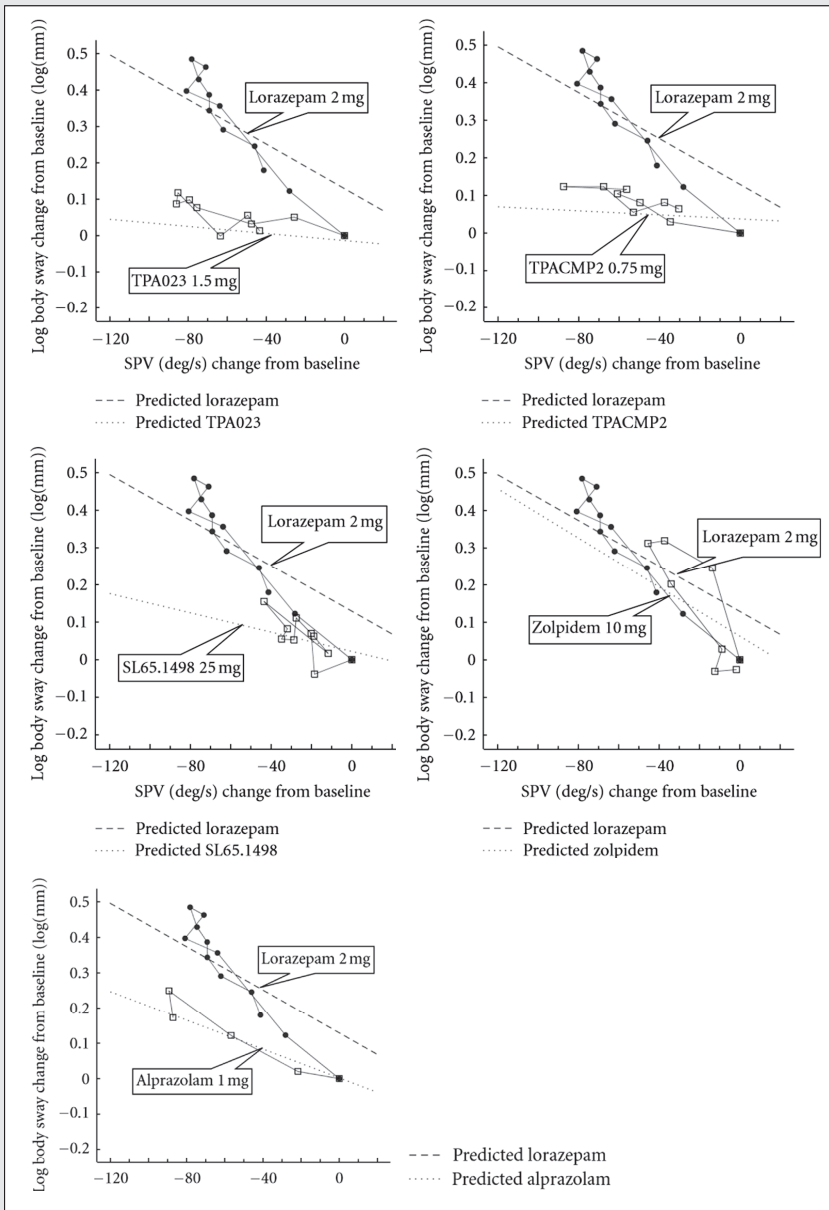 Log body sway change from baseline (log(mm))
0.5
0.4
0.3
0.2
0.1
0
−0.1
−0.2
Lorazepam 2 mg
TPA023 1.5 mg
−120 −80 −40 0
SPV (deg/s) change from baseline
Predicted lorazepam
Predicted TPA023
Log body sway change from baseline (log(mm))
0.5
0.4
0.3
0.2
0.1
0
−0.1
−0.2
Lorazepam 2 mg
TPACMP2 0.75 mg
−120 −80 −40 0
SPV (deg/s) change from baseline
Predicted lorazepam
Predicted TPACMP2
Log body sway change from baseline (log(mm))
0.5
0.4
0.3
0.2
0.1
0
−0.1
−0.2
Lorazepam 2 mg
SL65.1498 25 mg
−120 −80 −40 0
SPV (deg/s) change from baseline
Predicted lorazepam
Predicted SL65.1498
Log body sway change from baseline (log(mm))
0.5
0.4
0.3
0.2
0.1
0
−0.1
−0.2
Lorazepam 2 mg
Zolpidem 10 mg
−120 −80 −40 0
SPV (deg/s) change from baseline
Predicted lorazepam
Predicted zolpidem
Log body sway change from baseline (log(mm))
0.5
0.4
0.3
0.2
0.1
0
−0.1
−0.2
Lorazepam 2 mg
Alprazolam 1 mg
−120 −80 −40 0
Predicted lorazepam
Predicted alprazolam